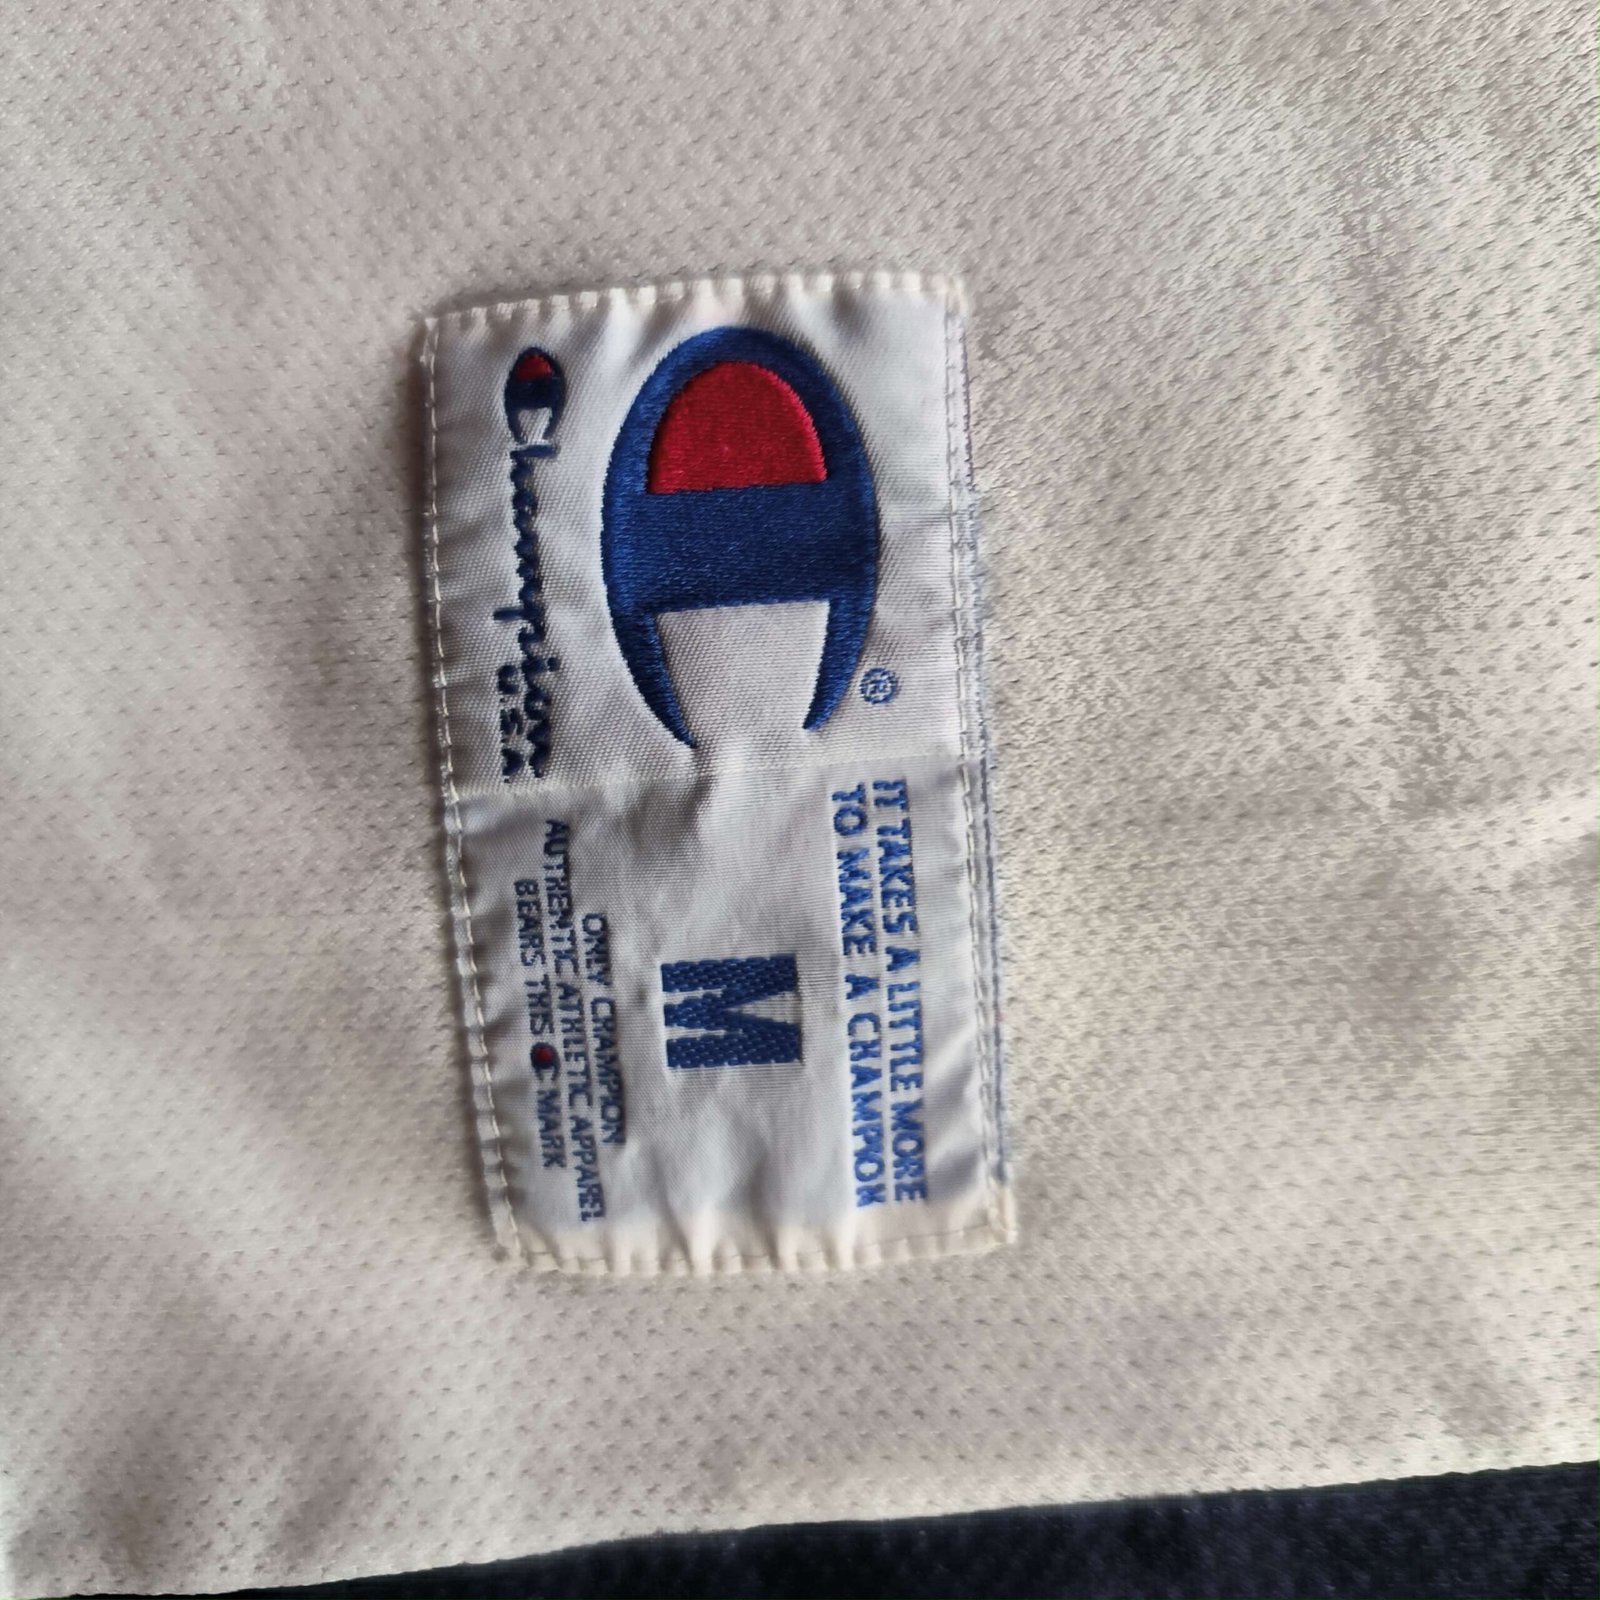 ®
Champion
U.S.A.
IT TAKES A LITTLE MORE
TO MAKE A CHAMPION
M
ONLY CHAMPION
AUTHENTIC ATHLETIC APPAREL
BEARS THIS C MARK